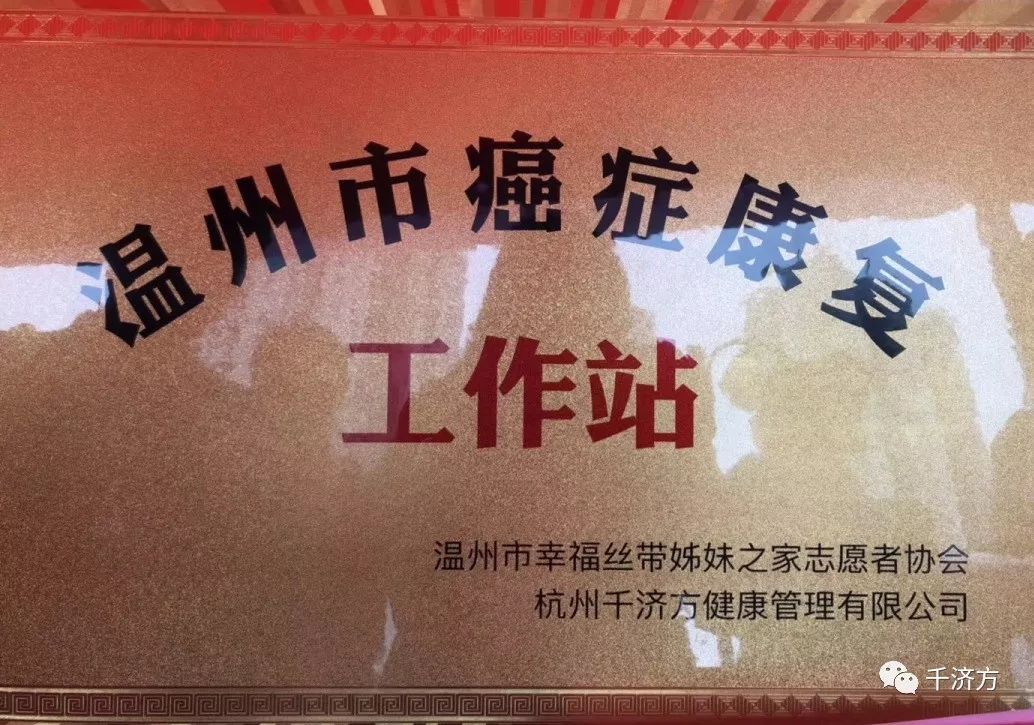 温州市癌症康复
工作站
温州市幸福丝带姊妹之家志愿者协会
杭州千济方健康管理有限公司
千济方